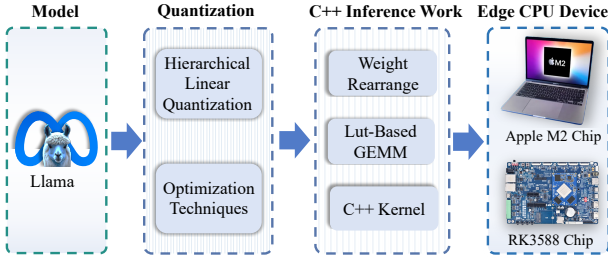 Model
Quantization
C++ Inference Work
Edge CPU Device
Llama
Hierarchical
Linear
Quantization
Optimization
Techniques
Weight
Rearrange
Lut-Based
GEMM
C++ Kernel
M2
Apple M2 Chip
RK3588 Chip